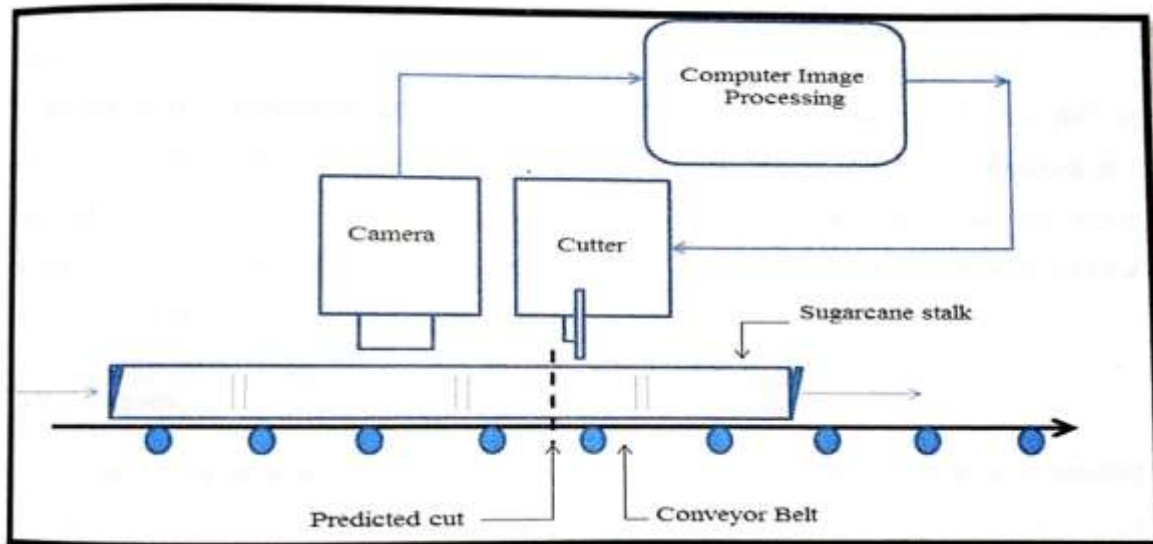 Computer Image
Processing
Camera
Cutter
Sugarcane stalk
Predicted cut
Conveyor Belt